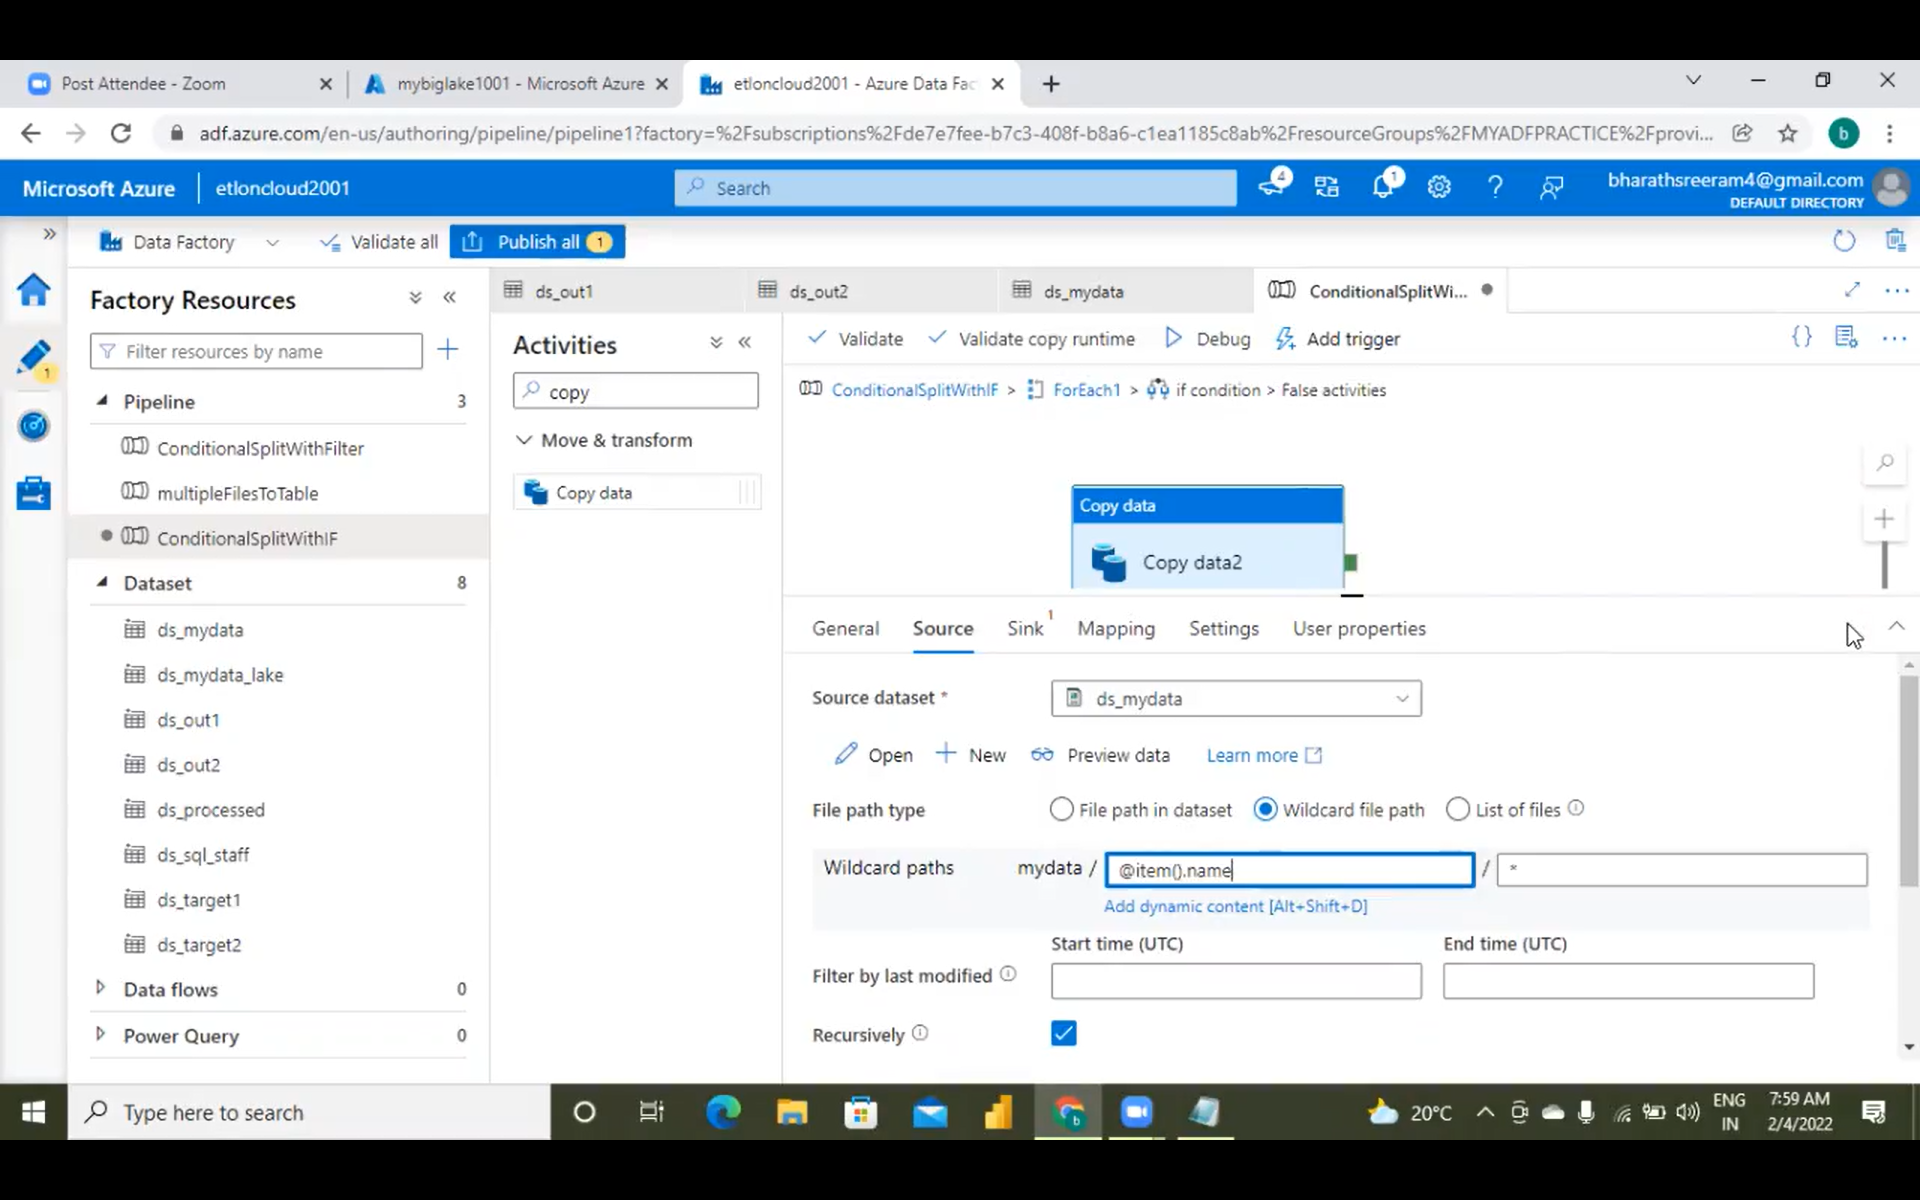 Post Attendee - Zoom
mybiglake1001 - Microsoft Azure
etloncloud2001 - Azure Data Fac
adf.azure.com/en-us/authoring/pipeline/pipeline1?factory=%2Fsubscriptions%2Fde7e7fee-b7c3-408f-b8a6-c1ea1185c8ab%2FresourceGroups%2FMYADFPRACTICE%2Fprovi...
b
Microsoft Azure
etloncloud2001
Search
4
1
bharathsreeram4@gmail.com
DEFAULT DIRECTORY
Data Factory
Validate all
Publish all 1
1
Factory Resources
Filter resources by name
Pipeline 3
ConditionalSplitWithFilter
multipleFilesToTable
ConditionalSplitWithIF
Dataset 8
ds_mydata
ds_mydata_lake
ds_out1
ds_out2
ds_processed
ds_sql_staff
ds_target1
ds_target2
Data flows 0
Power Query 0
ds_out1
ds_out2
ds_mydata
ConditionalSplitWi...
Activities
copy
Move & transform
Copy data
Validate
Validate copy runtime
Debug
Add trigger
ConditionalSplitWithIF > ForEach1 > if condition > False activities
Copy data
Copy data2
General
Source
Sink 1
Mapping
Settings
User properties
Source dataset *
ds_mydata
Open
New
Preview data
Learn more
File path type
File path in dataset
Wildcard file path
List of files
Wildcard paths
mydata / @item().name / *
Add dynamic content [Alt+Shift+D]
Start time (UTC)
End time (UTC)
Filter by last modified
Recursively
Type here to search
20°C
ENG
IN
7:59 AM
2/4/2022